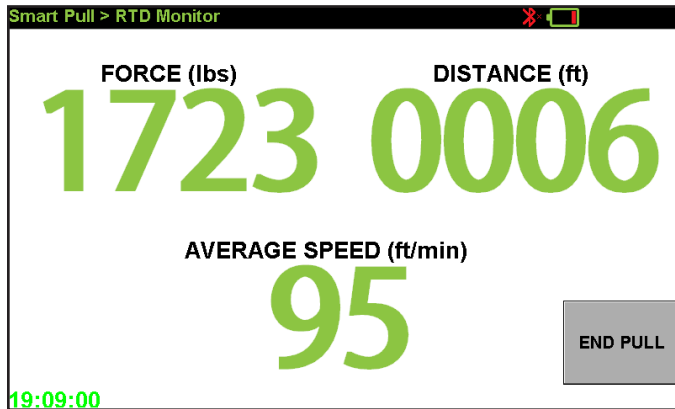 Smart Pull > RTD Monitor
FORCE (lbs) DISTANCE (ft)
1723 0006
AVERAGE SPEED (ft/min)
95
END PULL
19:09:00